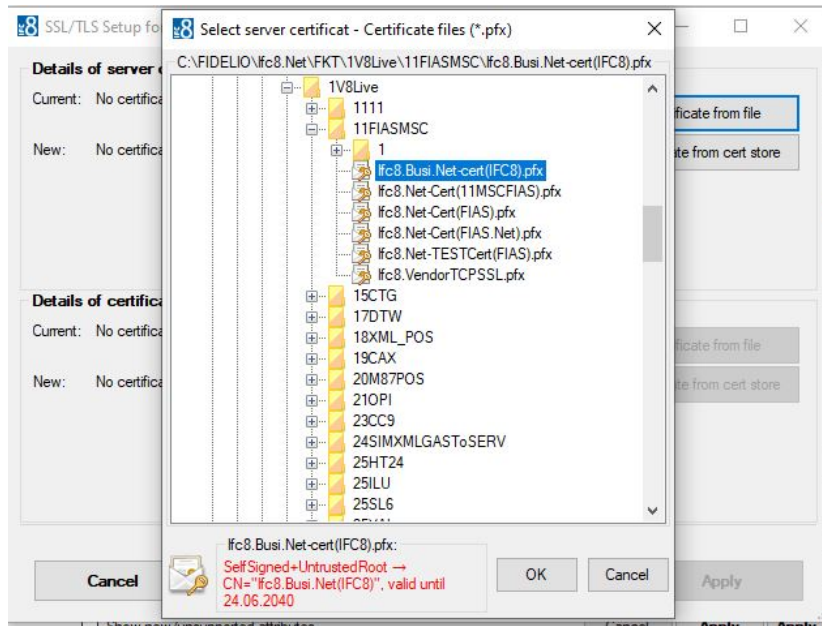 SSL/TLS Setup for
Select server certificat - Certificate files (*.pfx)
C:\FIDELIO\Ifc8.Net\FKT\1V8Live\11FIASMSC\Ifc8.Busi.Net-cert(IFC8).pfx
Details of server
Current: No certifica
New: No certifica
ificate from file
ate from cert store
1V8Live
1111
11FIASMSC
1
Ifc8.Busi.Net-cert(IFC8).pfx
Ifc8.Net-Cert(11MSCFIAS).pfx
Ifc8.Net-Cert(FIAS).pfx
Ifc8.Net-Cert(FIAS.Net).pfx
Ifc8.Net-TESTCert(FIAS).pfx
Ifc8.VendorTCPSSL.pfx
15CTG
17DTW
18XML_POS
19CAX
20M87POS
21OPI
23CC9
24SIMXMLGASToSERV
25HT24
25ILU
25SL6
Details of certifica
Current: No certifica
New: No certifica
ificate from file
ate from cert store
Ifc8.Busi.Net-cert(IFC8).pfx:
SelfSigned+UntrustedRoot →
CN="Ifc8.Busi.Net(IFC8)", valid until
24.06.2040
OK
Cancel
Cancel
Apply